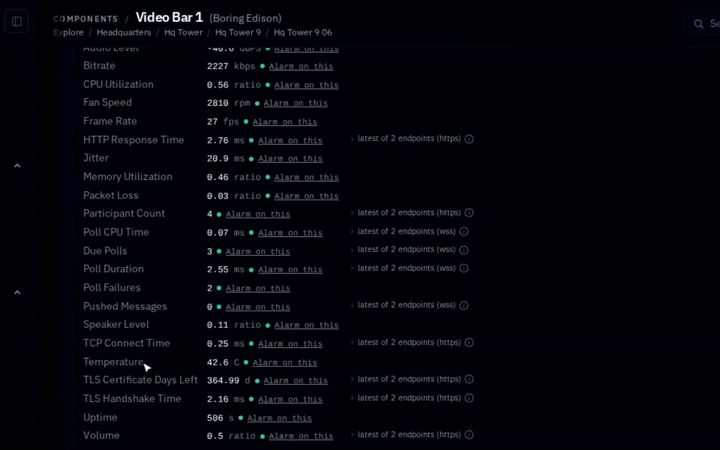 COMPONENTS / Video Bar 1 (Boring Edison)
Explore / Headquarters / Hq Tower / Hq Tower 9 / Hq Tower 9 06
Audio Level -40.6 dBFS Alarm on this
Bitrate 2227 kbps Alarm on this
CPU Utilization 0.56 ratio Alarm on this
Fan Speed 2810 rpm Alarm on this
Frame Rate 27 fps Alarm on this
HTTP Response Time 2.76 ms Alarm on this › latest of 2 endpoints (https)
Jitter 20.9 ms Alarm on this
Memory Utilization 0.46 ratio Alarm on this
Packet Loss 0.03 ratio Alarm on this
Participant Count 4 Alarm on this › latest of 2 endpoints (https)
Poll CPU Time 0.07 ms Alarm on this › latest of 2 endpoints (wss)
Due Polls 3 Alarm on this › latest of 2 endpoints (wss)
Poll Duration 2.55 ms Alarm on this › latest of 2 endpoints (wss)
Poll Failures 2 Alarm on this
Pushed Messages 0 Alarm on this › latest of 2 endpoints (wss)
Speaker Level 0.11 ratio Alarm on this
TCP Connect Time 0.25 ms Alarm on this › latest of 2 endpoints (https)
Temperature 42.6 C Alarm on this
TLS Certificate Days Left 364.99 d Alarm on this › latest of 2 endpoints (https)
TLS Handshake Time 2.16 ms Alarm on this › latest of 2 endpoints (https)
Uptime 506 s Alarm on this
Volume 0.5 ratio Alarm on this › latest of 2 endpoints (https)